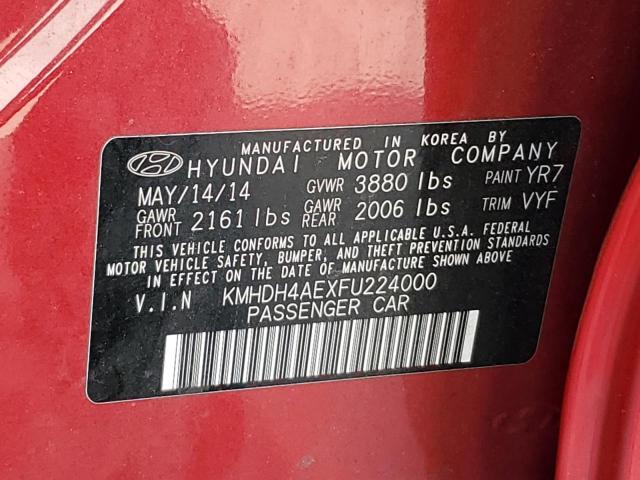 MANUFACTURED IN KOREA BY
HYUNDAI MOTOR COMPANY
MAY/14/14 GVWR 3880 lbs PAINT YR7
GAWR FRONT 2161 lbs GAWR REAR 2006 lbs TRIM VYF
THIS VEHICLE CONFORMS TO ALL APPLICABLE U.S.A. FEDERAL
MOTOR VEHICLE SAFETY, BUMPER, AND THEFT PREVENTION STANDARDS
IN EFFECT ON THE DATE OF MANUFACTURE SHOWN ABOVE.
V.I.N KMHDH4AEXFU224000
PASSENGER CAR